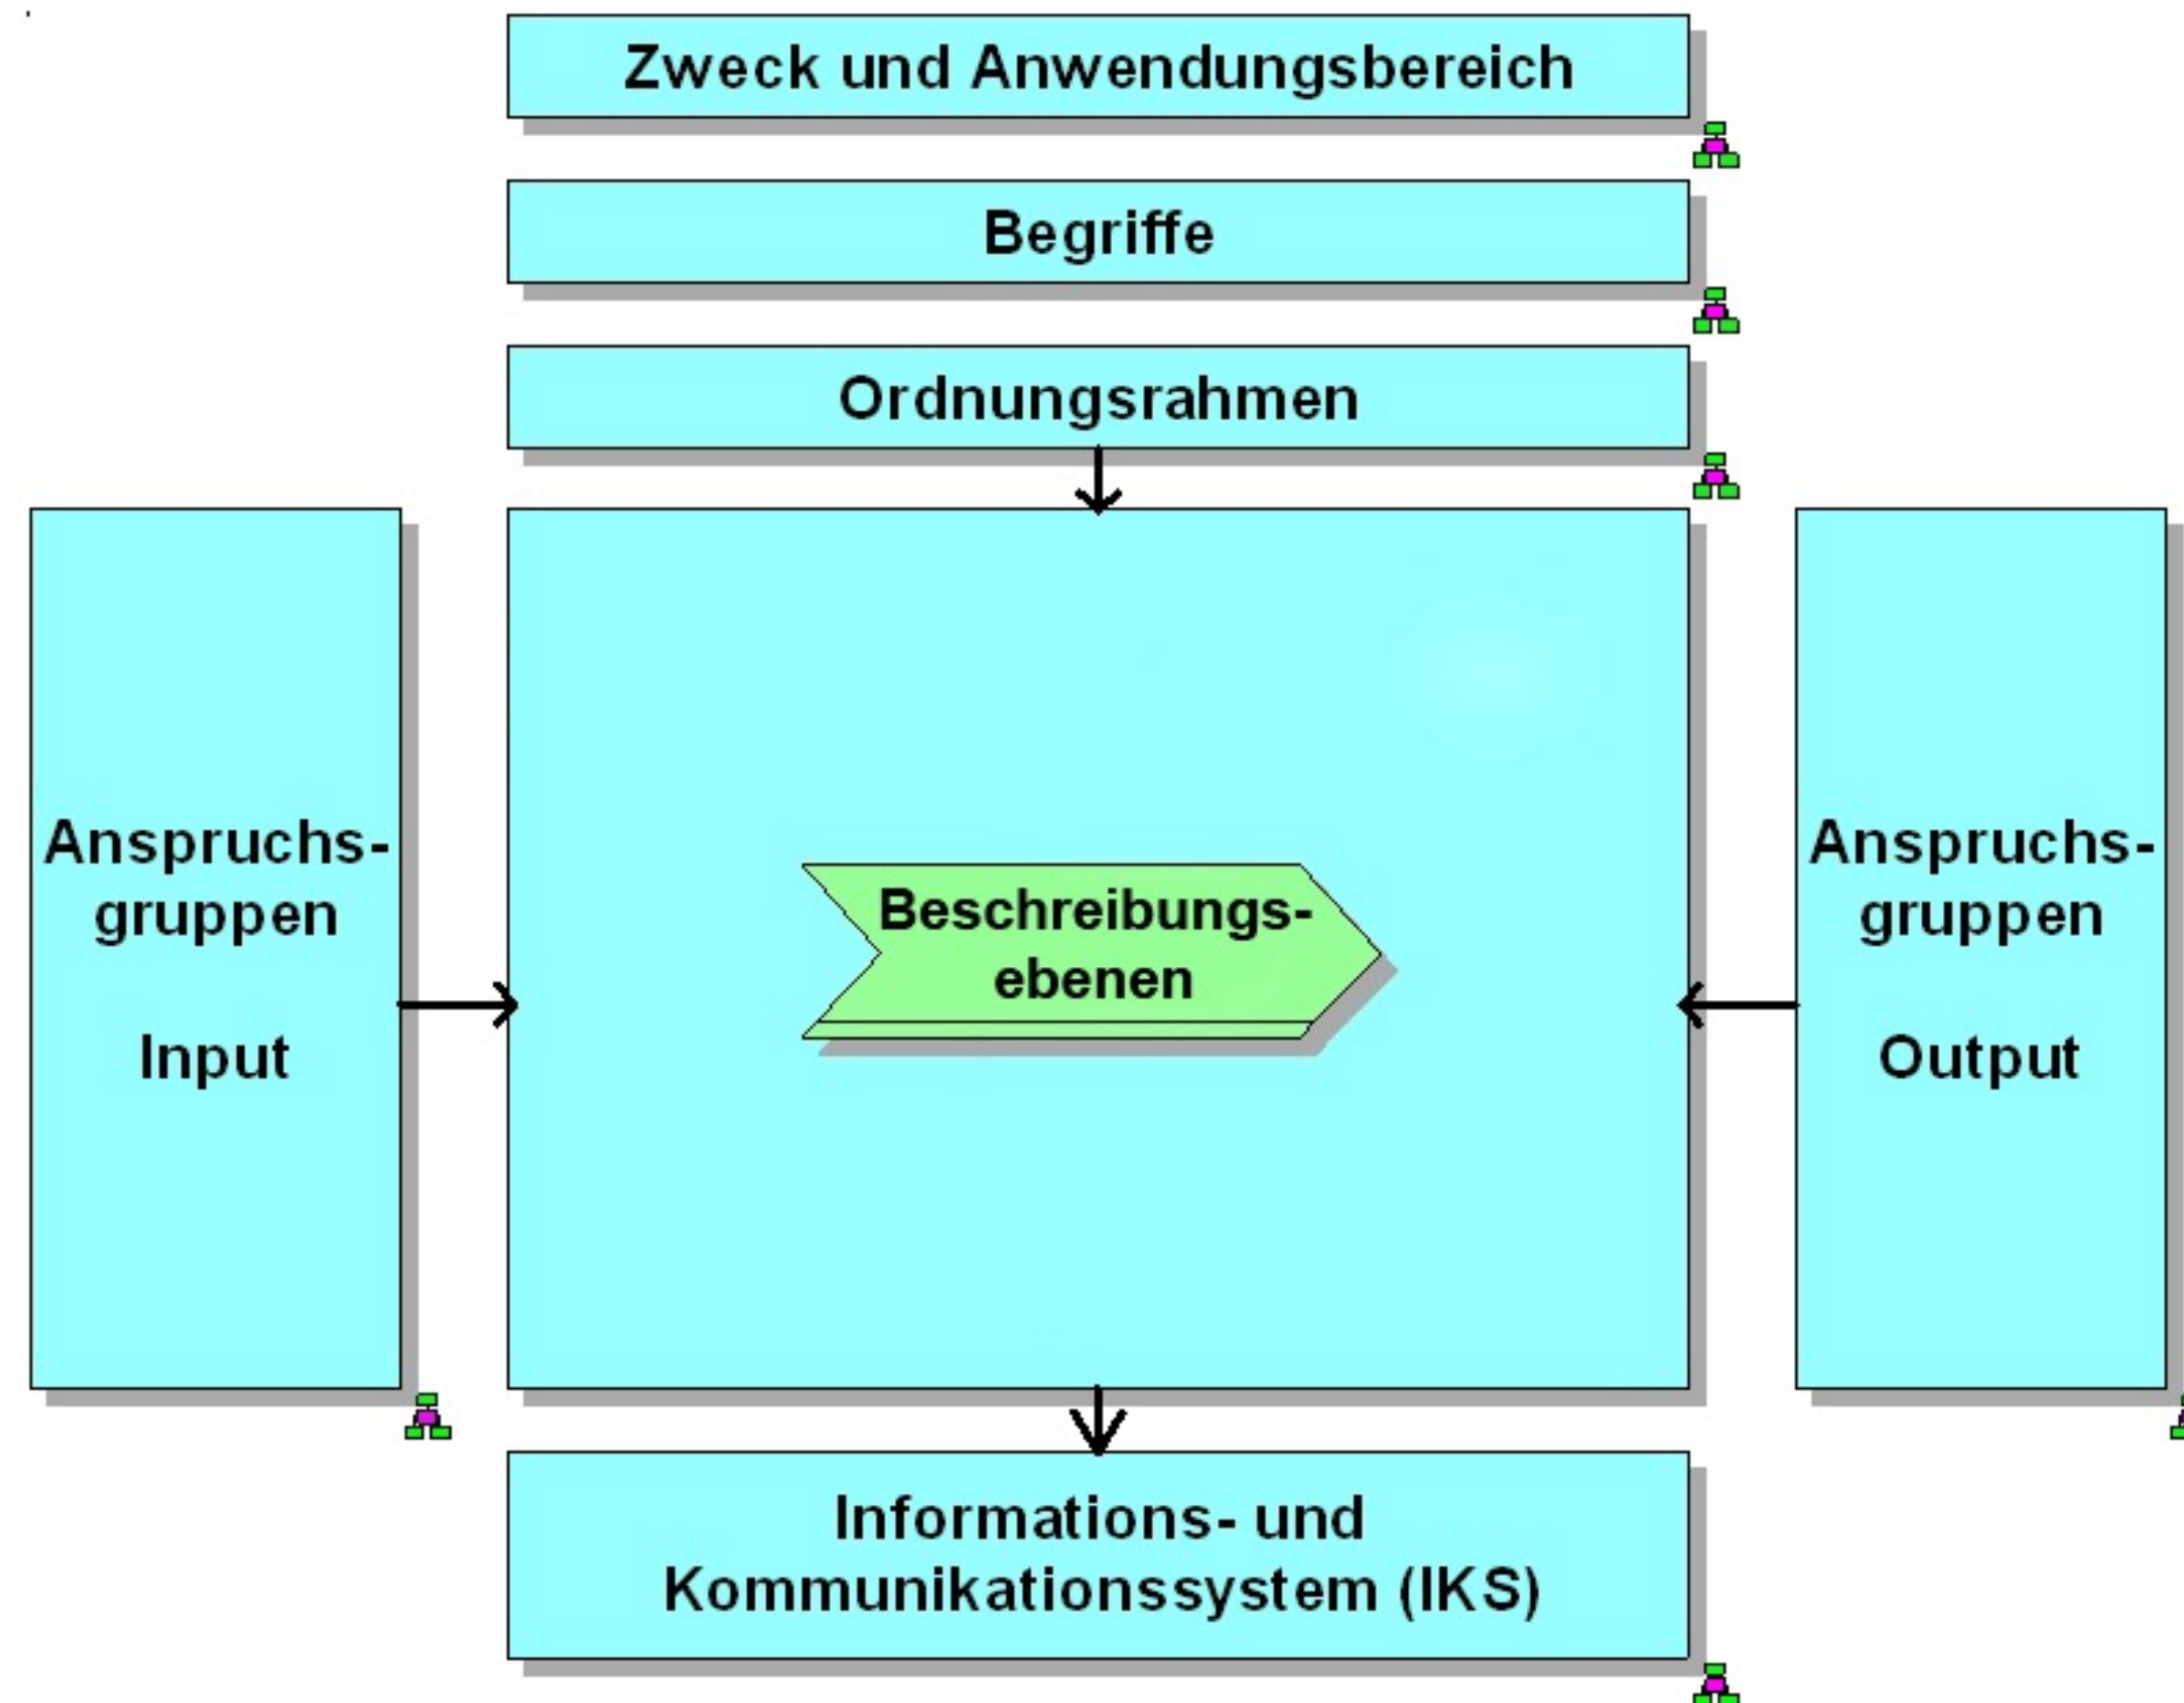 Zweck und Anwendungsbereich
Begriffe
Ordnungsrahmen
Anspruchs-
gruppen
Input
Beschreibungs-
ebenen
Anspruchs-
gruppen
Output
Informations- und
Kommunikationssystem (IKS)